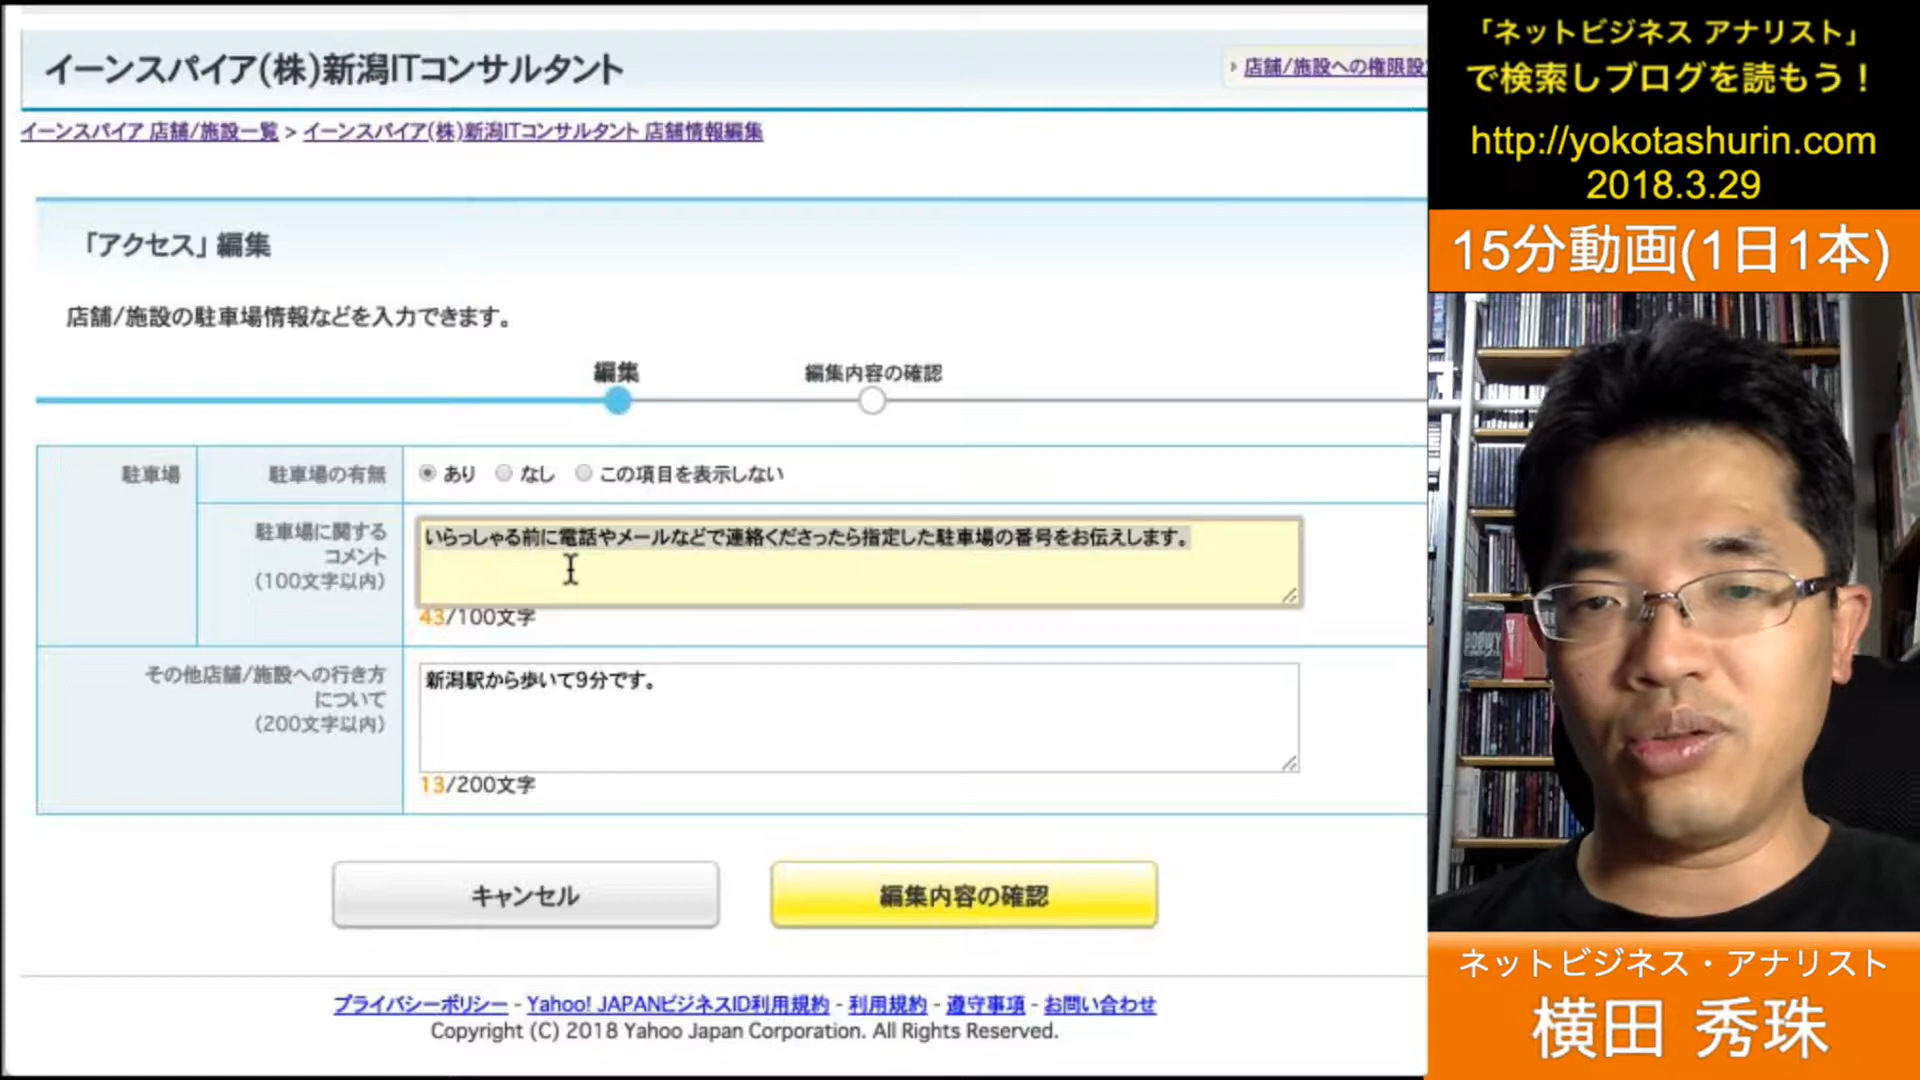 イーンスパイア(株)新潟ITコンサルタント
店舗/施設への権限設
イーンスパイア 店舗/施設一覧 > イーンスパイア(株)新潟ITコンサルタント 店舗情報編集
「アクセス」編集
店舗/施設の駐車場情報などを入力できます。
編集
編集内容の確認
駐車場
駐車場の有無
あり なし この項目を表示しない
駐車場に関する
コメント
(100文字以内)
いらっしゃる前に電話やメールなどで連絡くださったら指定した駐車場の番号をお伝えします。
43/100文字
その他店舗/施設への行き方
について
(200文字以内)
新潟駅から歩いて9分です。
13/200文字
キャンセル
編集内容の確認
プライバシーポリシー - Yahoo! JAPANビジネスID利用規約 - 利用規約 - 遵守事項 - お問い合わせ
Copyright (C) 2018 Yahoo Japan Corporation. All Rights Reserved.
「ネットビジネス アナリスト」
で検索しブログを読もう！
http://yokotashurin.com
2018.3.29
15分動画(1日1本)
BOØWY
ネットビジネス・アナリスト
横田 秀珠